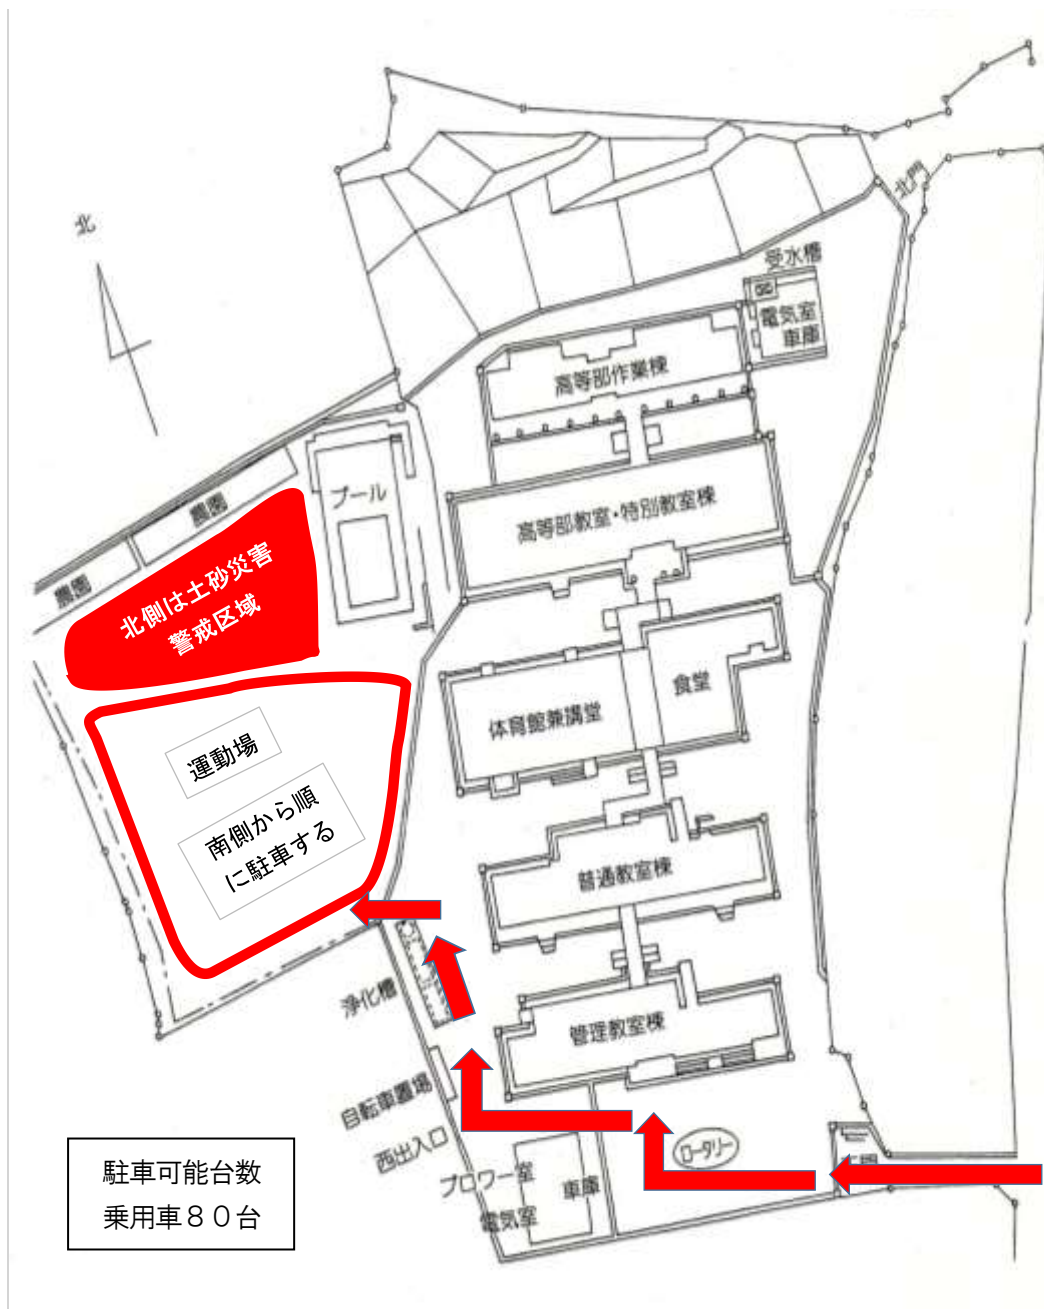 北門
北
受水槽
電気室
車庫
高等部作業棟
プール
農園
高等部教室・特別教室棟
農園
北側は土砂災害
警戒区域
食堂
体育館兼講堂
運動場
南側から順
に駐車する
普通教室棟
浄化槽
管理教室棟
自転車置場
西出入口
ロータリー
ブロワー室
車庫
電気室
駐車可能台数
乗用車80台